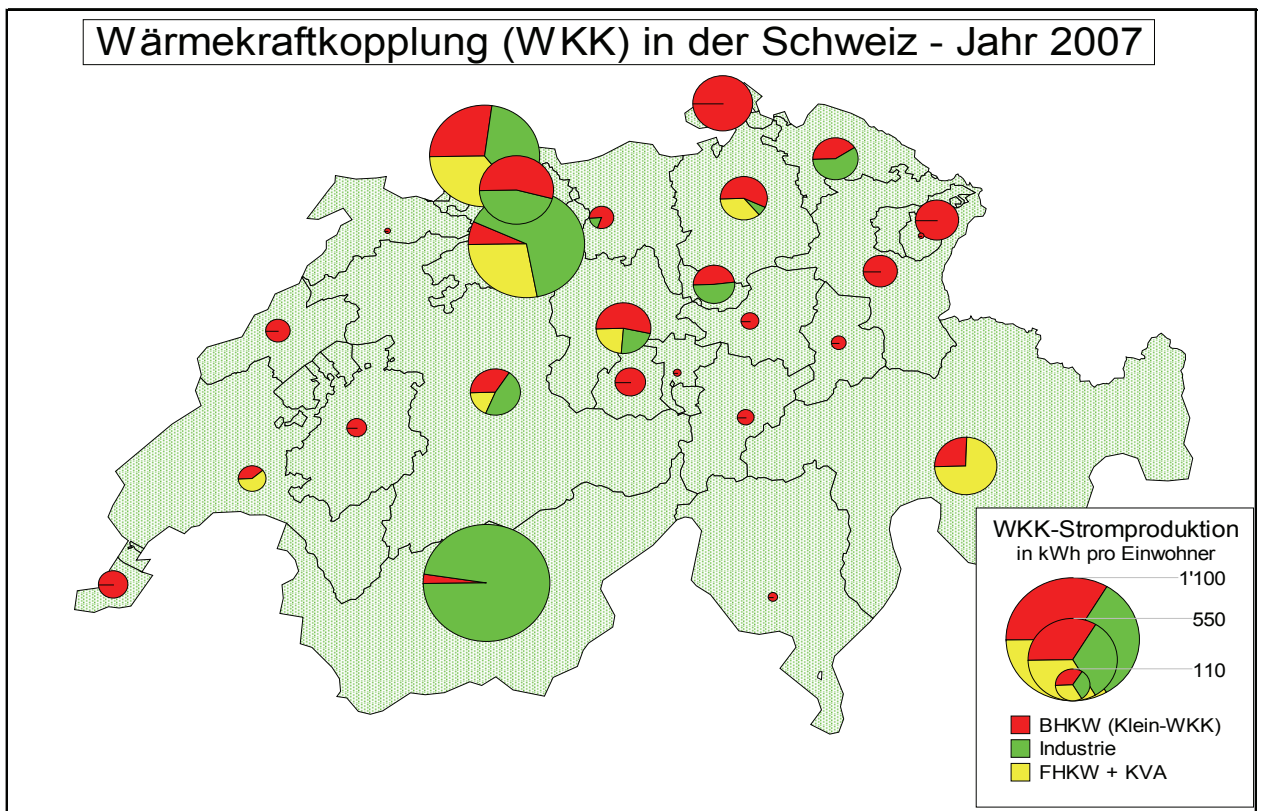 Wärmekraftkopplung (WKK) in der Schweiz - Jahr 2007
WKK-Stromproduktion
in kWh pro Einwohner
1'100
550
110
BHKW (Klein-WKK)
Industrie
FHKW + KVA